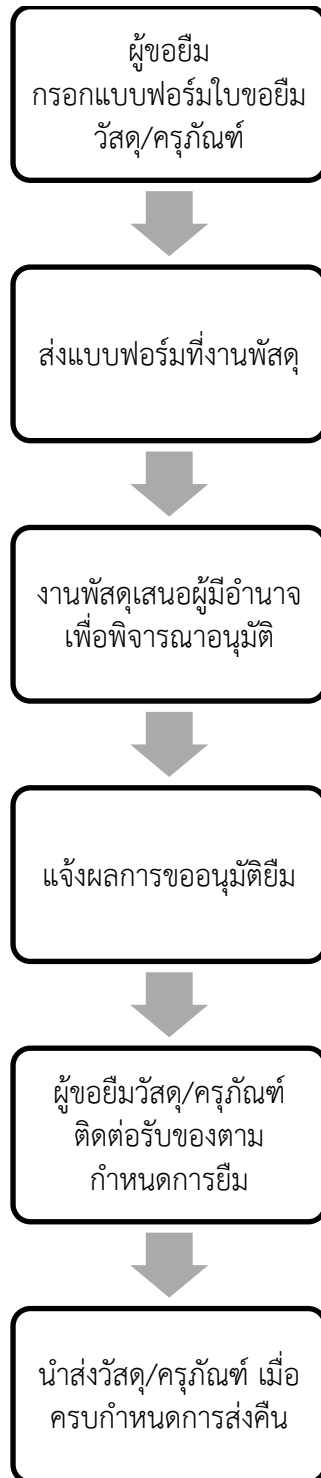 ผู้ขอยืม
กรอกแบบฟอร์มใบขอยืม
วัสดุ/ครุภัณฑ์
ส่งแบบฟอร์มที่งานพัสดุ
งานพัสดุเสนอผู้มีอำนาจ
เพื่อพิจารณาอนุมัติ
แจ้งผลการขออนุมัติยืม
ผู้ขอยืมวัสดุ/ครุภัณฑ์
ติดต่อรับของตาม
กำหนดการยืม
นำส่งวัสดุ/ครุภัณฑ์ เมื่อ
ครบกำหนดการส่งคืน